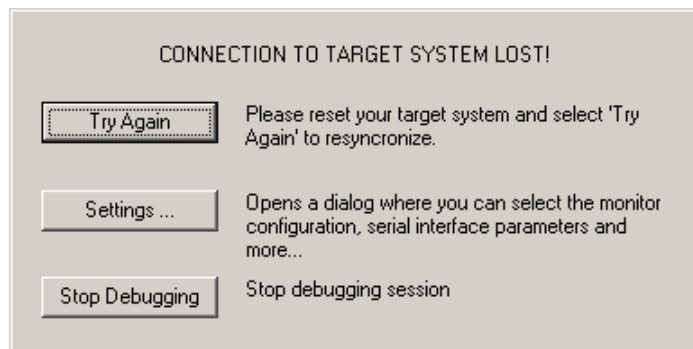 CONNECTION TO TARGET SYSTEM LOST!
Try Again
Please reset your target system and select 'Try
Again' to resyncronize.
Settings ...
Opens a dialog where you can select the monitor
configuration, serial interface parameters and
more...
Stop Debugging
Stop debugging session